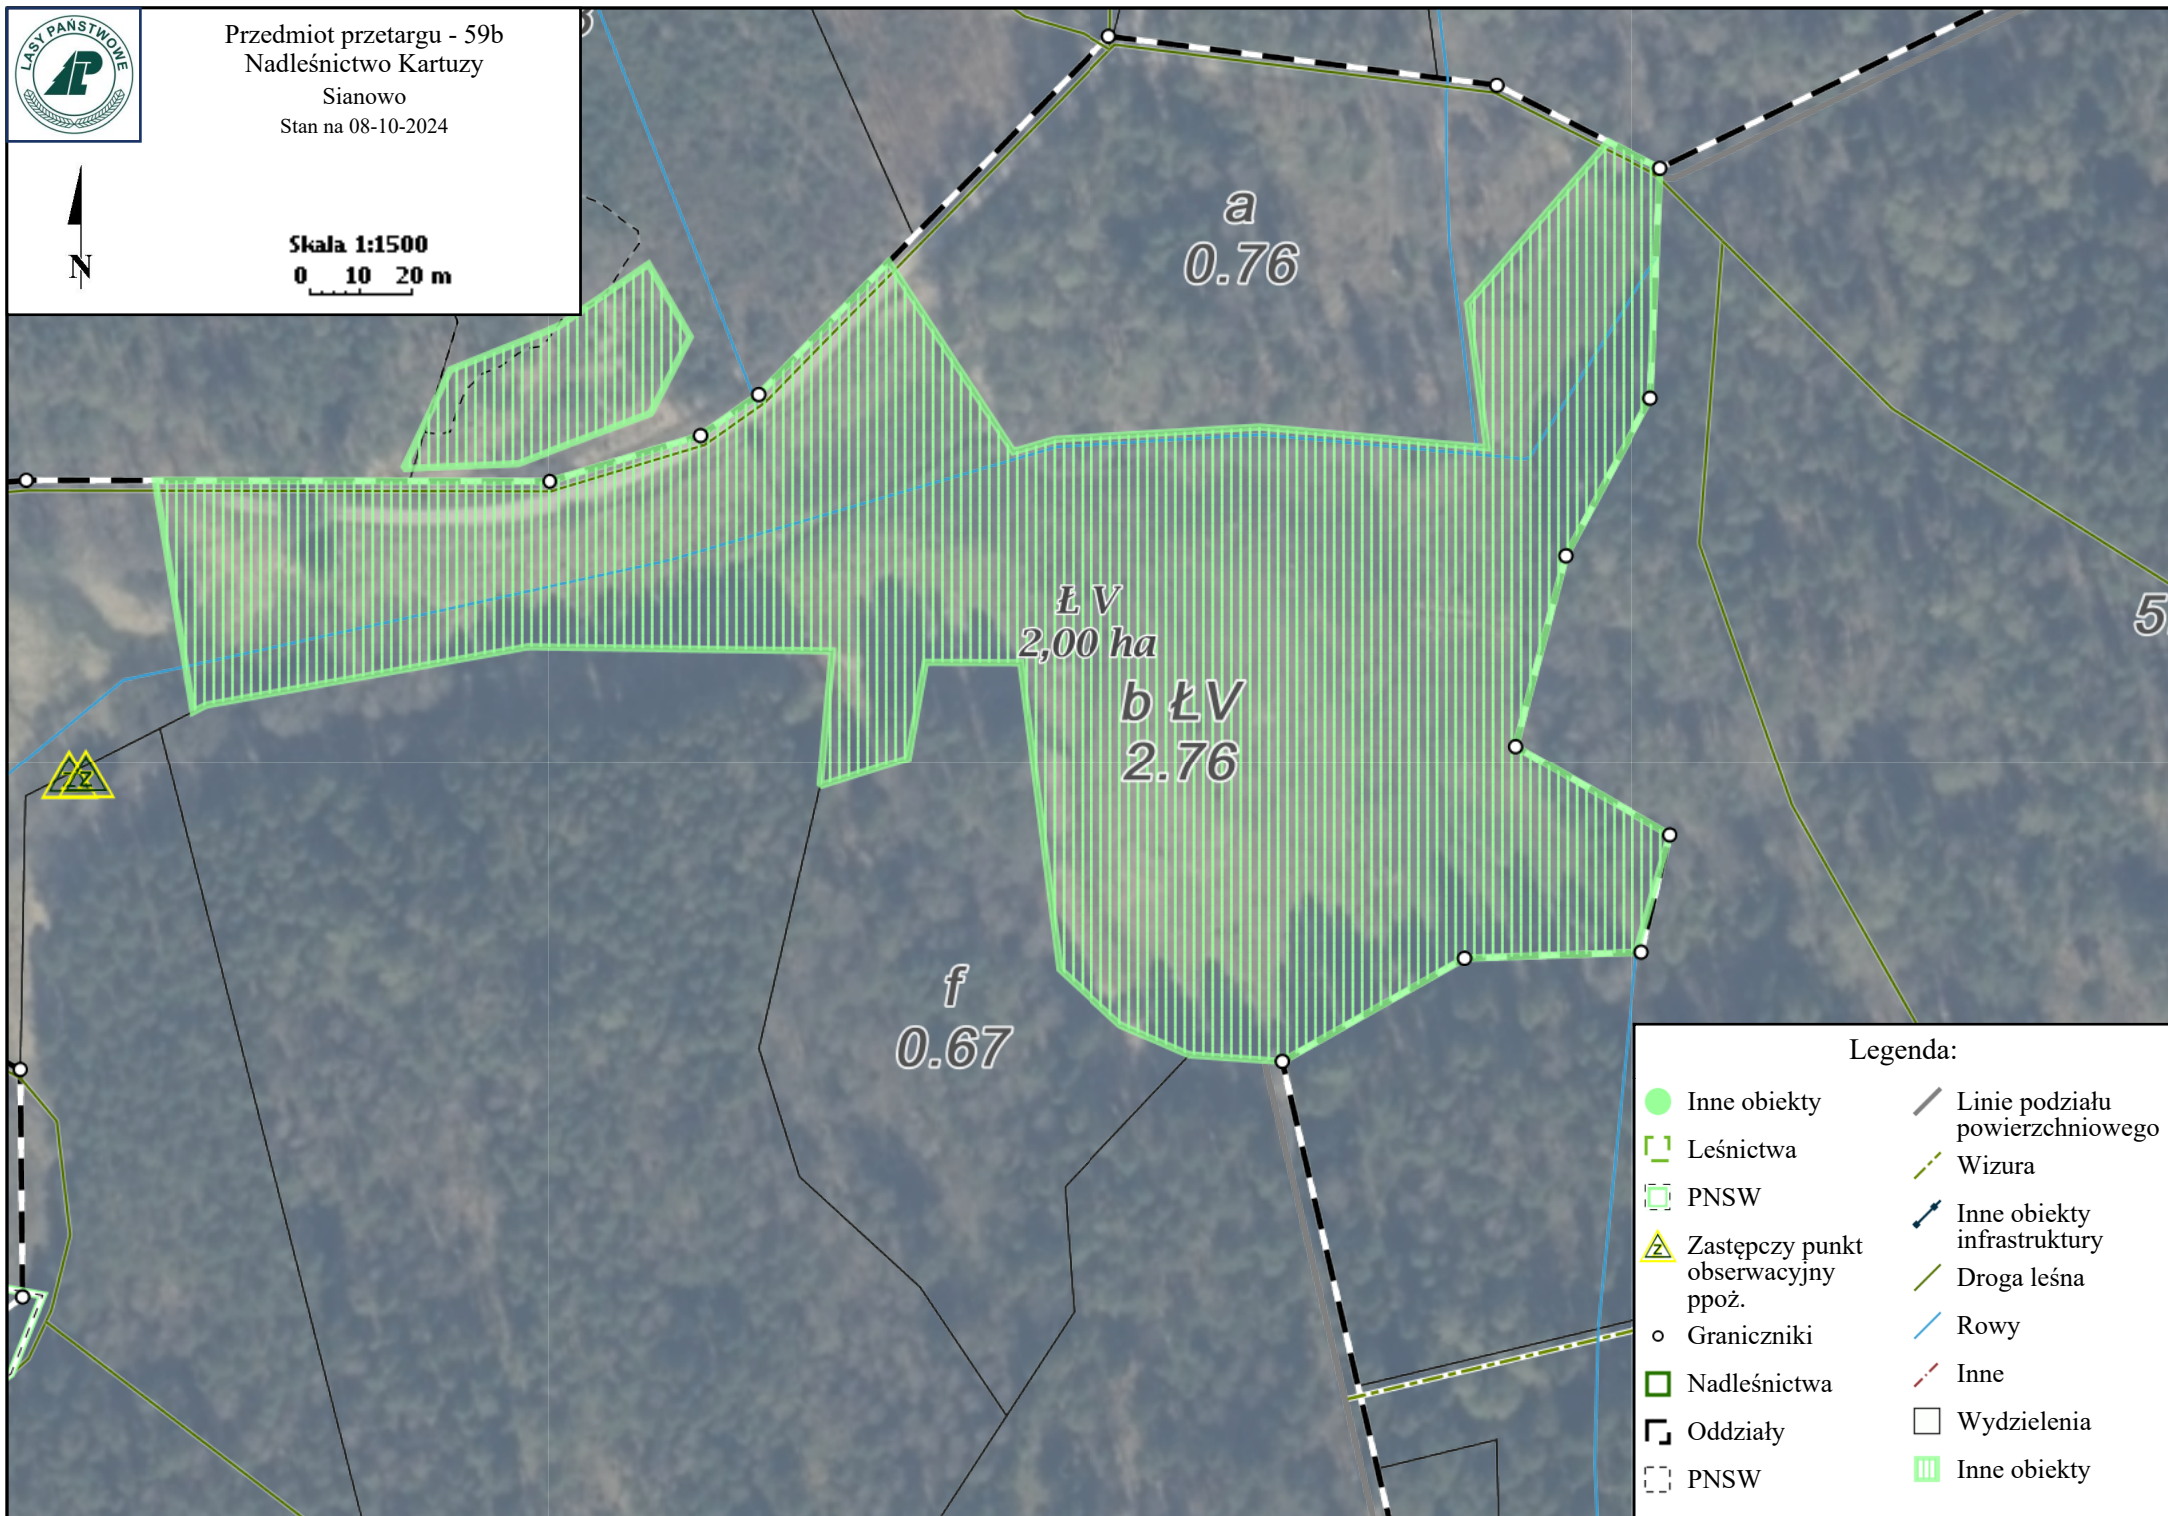 LASY PAŃSTWOWE
Przedmiot przetargu - 59b
Nadleśnictwo Kartuzy
Sianowo
Stan na 08-10-2024
N
Skala 1:1500
0 10 20 m
a
0.76
Ł V
2,00 ha
b ŁV
2.76
f
0.67
5
Z
Legenda:
Inne obiekty
Leśnictwa
PNSW
Z
Zastępczy punkt
obserwacyjny
ppoż.
Graniczniki
Nadleśnictwa
Oddziały
PNSW
Linie podziału
powierzchniowego
Wizura
Inne obiekty
infrastruktury
Droga leśna
Rowy
Inne
Wydzielenia
Inne obiekty